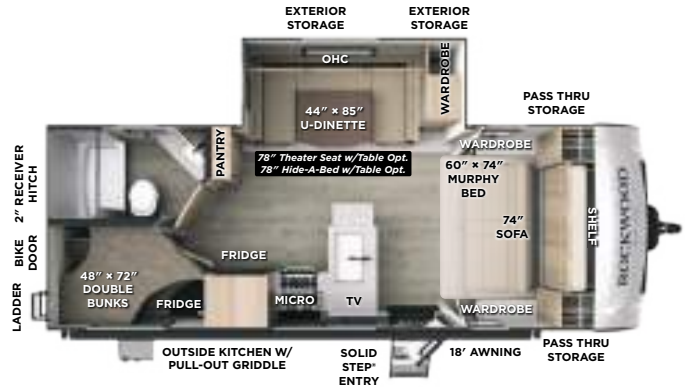 EXTERIOR
STORAGE
EXTERIOR
STORAGE
OHC
WARDROBE
44" × 85"
U-DINETTE
PASS THRU
STORAGE
PANTRY
78" Theater Seat w/Table Opt.
78" Hide-A-Bed w/Table Opt.
WARDROBE
60" × 74"
MURPHY
BED
2" RECEIVER
HITCH
74"
SOFA
SHELF
ROCKWOOD
BIKE
DOOR
FRIDGE
48" × 72"
DOUBLE
BUNKS
LADDER
FRIDGE
MICRO
TV
WARDROBE
OUTSIDE KITCHEN W/
PULL-OUT GRIDDLE
SOLID
STEP®
ENTRY
18' AWNING
PASS THRU
STORAGE